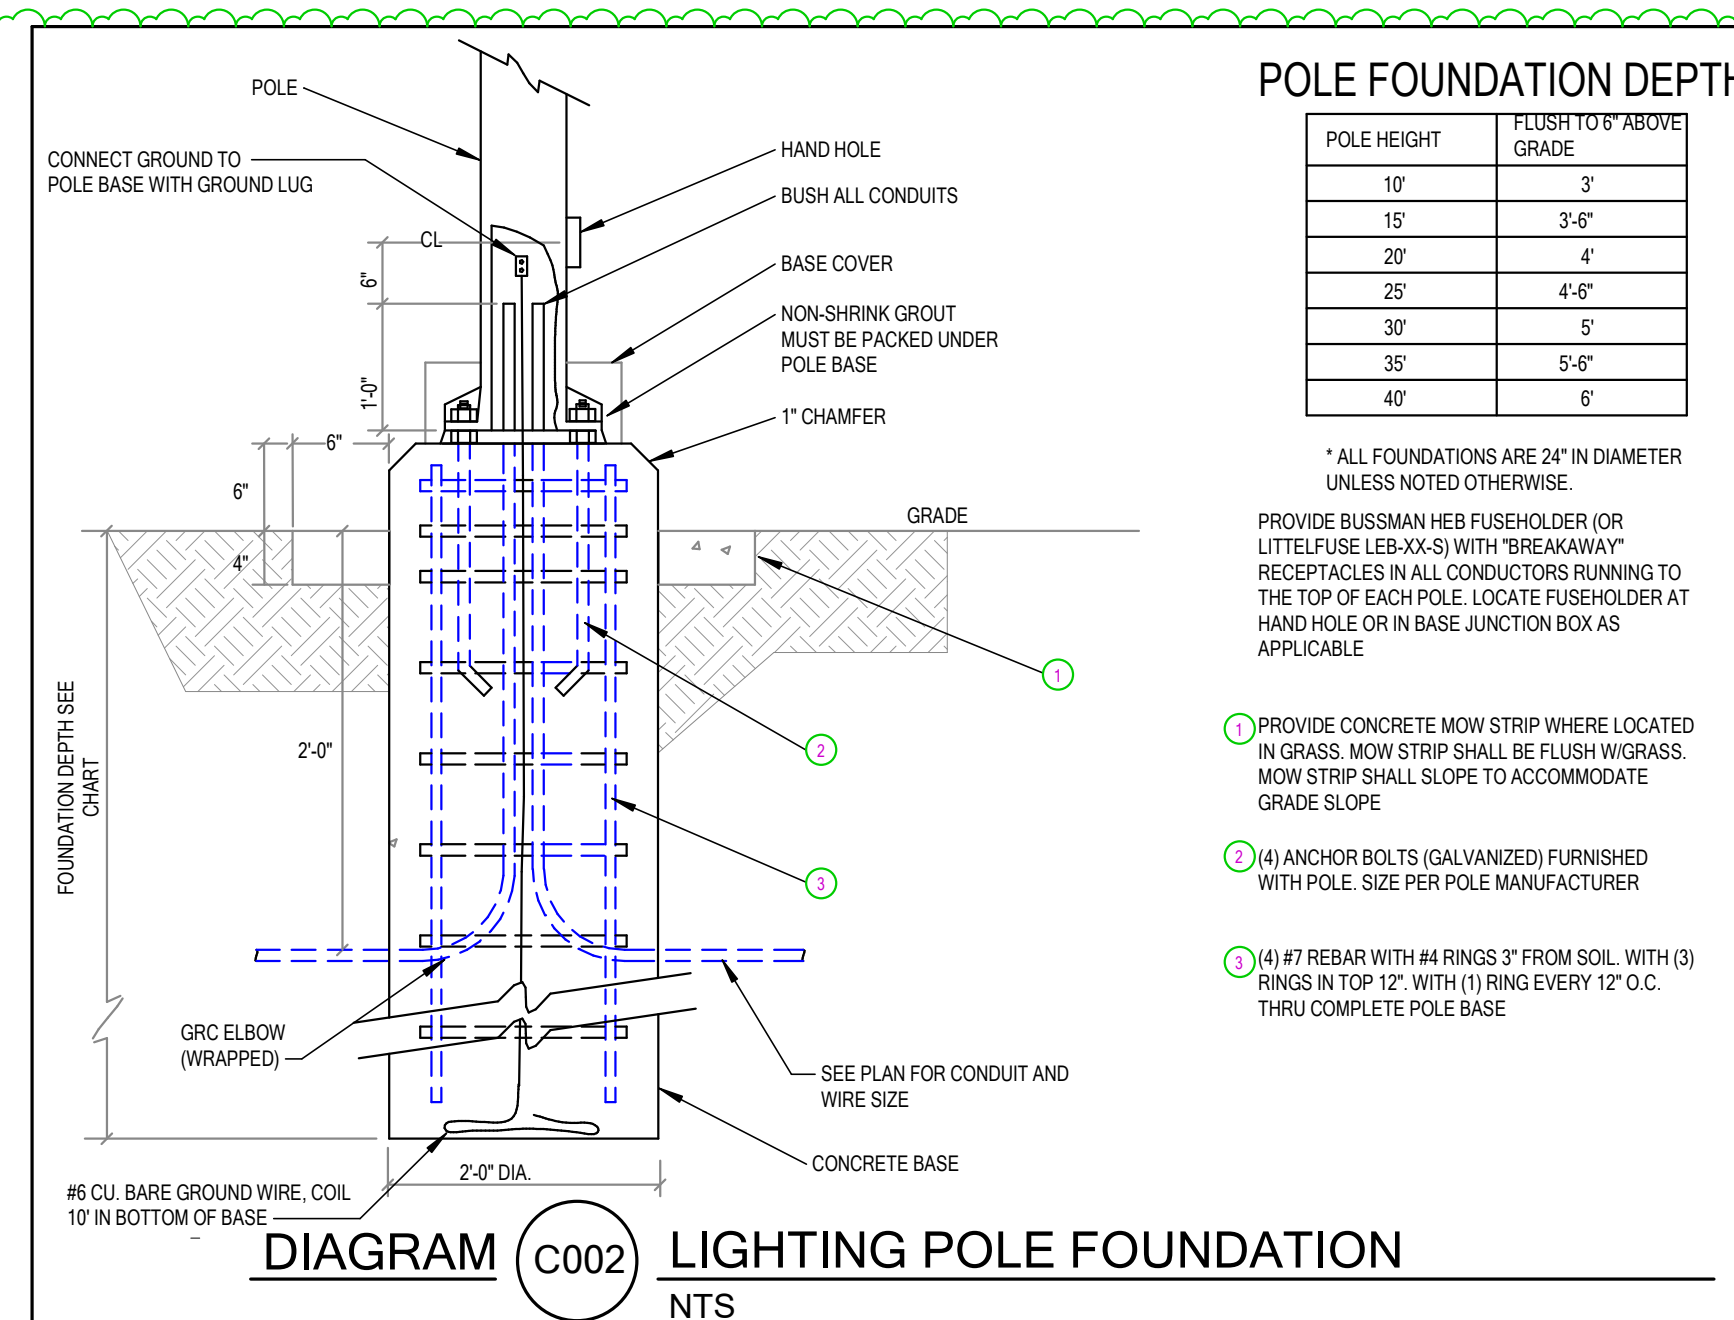 POLE
CONNECT GROUND TO
POLE BASE WITH GROUND LUG
HAND HOLE
BUSH ALL CONDUITS
BASE COVER
NON-SHRINK GROUT
MUST BE PACKED UNDER
POLE BASE
1" CHAMFER
CL
6"
1'-0"
6"
6"
4"
GRADE
2'-0"
FOUNDATION DEPTH SEE
CHART
1
2
3
GRC ELBOW
(WRAPPED)
SEE PLAN FOR CONDUIT AND
WIRE SIZE
CONCRETE BASE
2'-0" DIA.
#6 CU. BARE GROUND WIRE, COIL
10' IN BOTTOM OF BASE
POLE FOUNDATION DEPTH
POLE HEIGHT
FLUSH TO 6" ABOVE
GRADE
10' 3'
15' 3'-6"
20' 4'
25' 4'-6"
30' 5'
35' 5'-6"
40' 6'
* ALL FOUNDATIONS ARE 24" IN DIAMETER
UNLESS NOTED OTHERWISE.
PROVIDE BUSSMAN HEB FUSEHOLDER (OR
LITTELFUSE LEB-XX-S) WITH "BREAKAWAY"
RECEPTACLES IN ALL CONDUCTORS RUNNING TO
THE TOP OF EACH POLE. LOCATE FUSEHOLDER AT
HAND HOLE OR IN BASE JUNCTION BOX AS
APPLICABLE
1 PROVIDE CONCRETE MOW STRIP WHERE LOCATED
IN GRASS. MOW STRIP SHALL BE FLUSH W/GRASS.
MOW STRIP SHALL SLOPE TO ACCOMMODATE
GRADE SLOPE
2 (4) ANCHOR BOLTS (GALVANIZED) FURNISHED
WITH POLE. SIZE PER POLE MANUFACTURER
3 (4) #7 REBAR WITH #4 RINGS 3" FROM SOIL. WITH (3)
RINGS IN TOP 12". WITH (1) RING EVERY 12" O.C.
THRU COMPLETE POLE BASE
DIAGRAM C002 LIGHTING POLE FOUNDATION
NTS